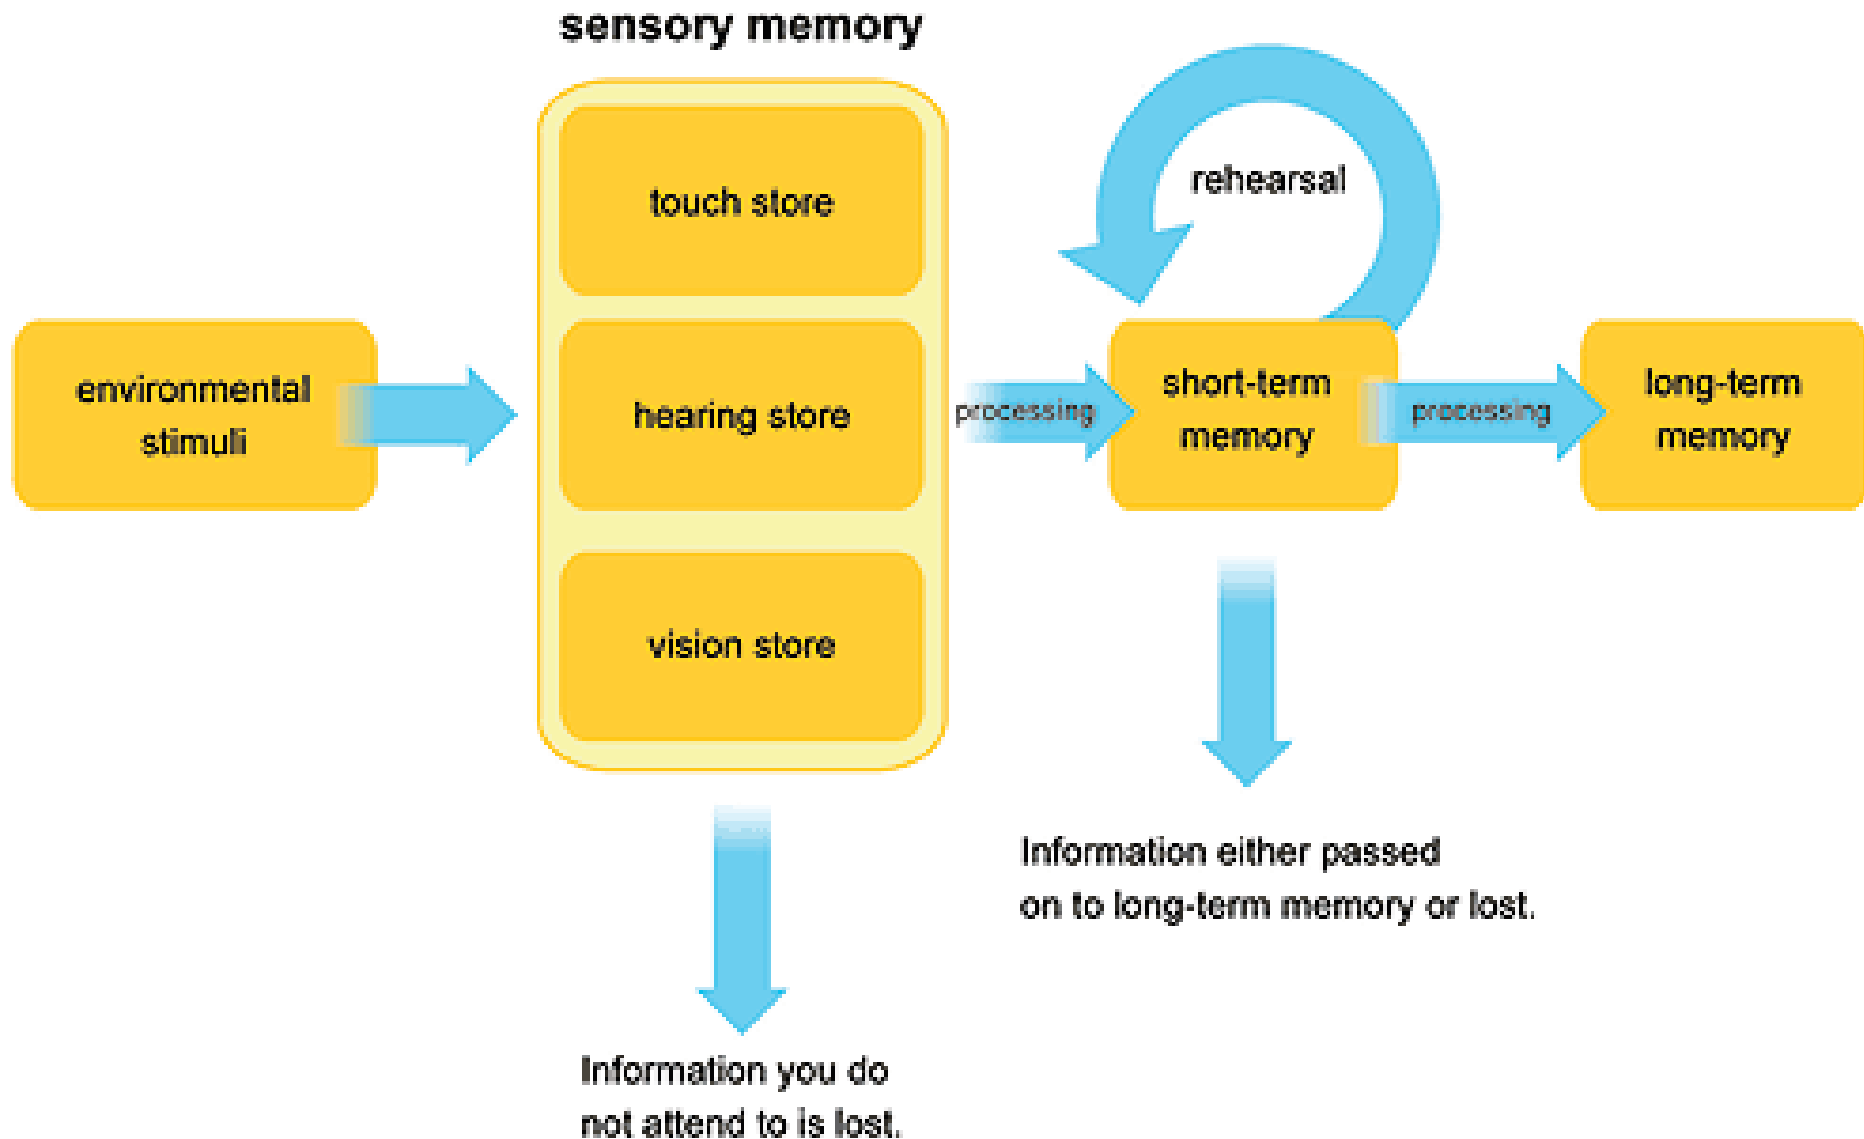 sensory memory
touch store
rehearsal
environmental
stimuli
hearing store
processing
short-term
memory
processing
long-term
memory
vision store
Information either passed
on to long-term memory or lost.
Information you do
not attend to is lost.